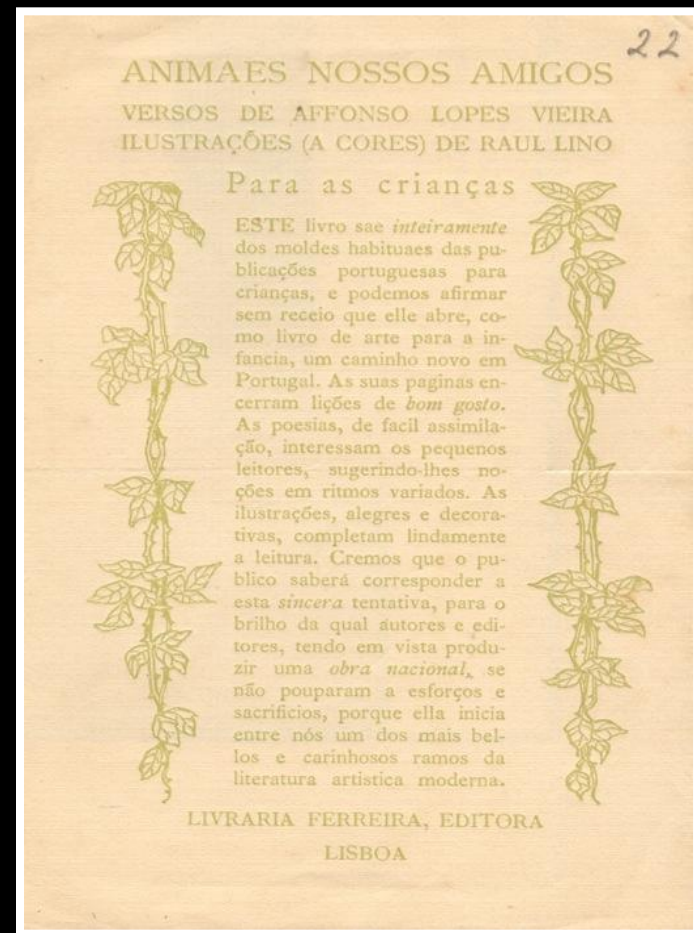 22
ANIMAES NOSSOS AMIGOS
VERSOS DE AFFONSO LOPES VIEIRA
ILUSTRAÇÕES (A CORES) DE RAUL LINO
Para as crianças
ESTE livro sae inteiramente
dos moldes habituaes das pu-
blicações portuguesas para
crianças, e podemos afirmar
sem receio que elle abre, co-
mo livro de arte para a in-
fancia, um caminho novo em
Portugal. As suas paginas en-
cerram lições de bom gosto.
As poesias, de facil assimila-
ção, interessam os pequenos
leitores, sugerindo-lhes no-
ções em ritmos variados. As
ilustrações, alegres e decora-
tivas, completam lindamente
a leitura. Cremos que o pu-
blico saberá corresponder a
esta sincera tentativa, para o
brilho da qual autores e edi-
tores, tendo em vista produ-
zir uma obra nacional, se
não pouparam a esforços e
sacrificios, porque ella inicia
entre nós um dos mais bel-
los e carinhosos ramos da
literatura artistica moderna.
LIVRARIA FERREIRA, EDITORA
LISBOA